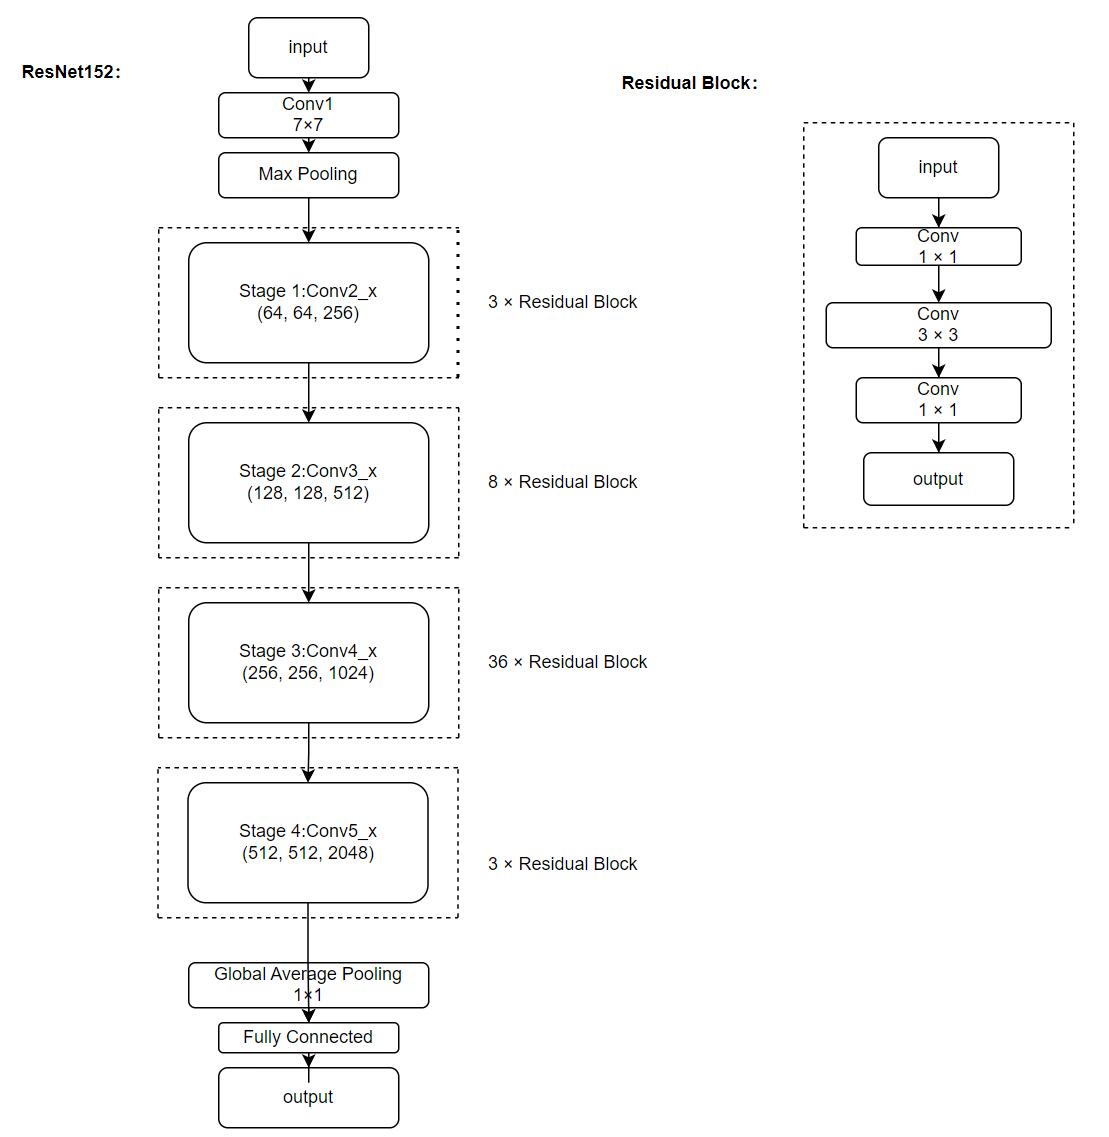 ResNet152:
input
Conv1
7×7
Max Pooling
Stage 1:Conv2_x
(64, 64, 256)
3 × Residual Block
Stage 2:Conv3_x
(128, 128, 512)
8 × Residual Block
Stage 3:Conv4_x
(256, 256, 1024)
36 × Residual Block
Stage 4:Conv5_x
(512, 512, 2048)
3 × Residual Block
Global Average Pooling
1×1
Fully Connected
output
Residual Block:
input
Conv
1 × 1
Conv
3 × 3
Conv
1 × 1
output